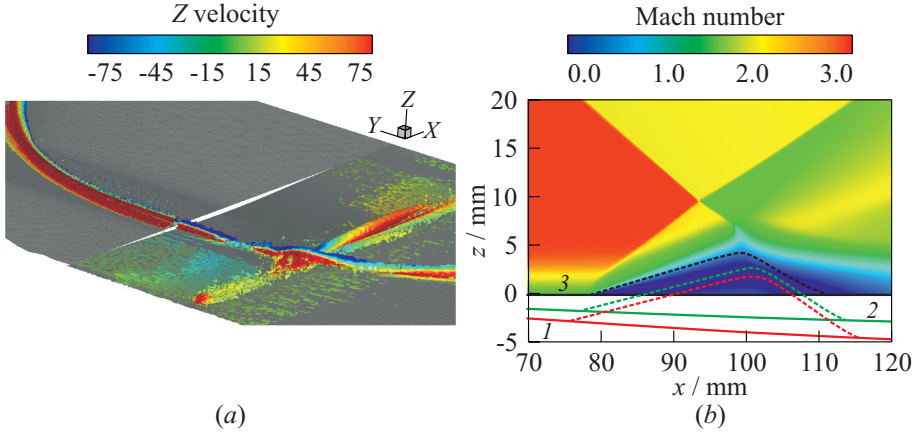 Z velocity
-75 -45 -15 15 45 75
Z
Y X
(a)
Mach number
0.0 1.0 2.0 3.0
20
15
10
5
0
-5
z / mm
3
2
1
70 80 90 100 110 120
x / mm
(b)